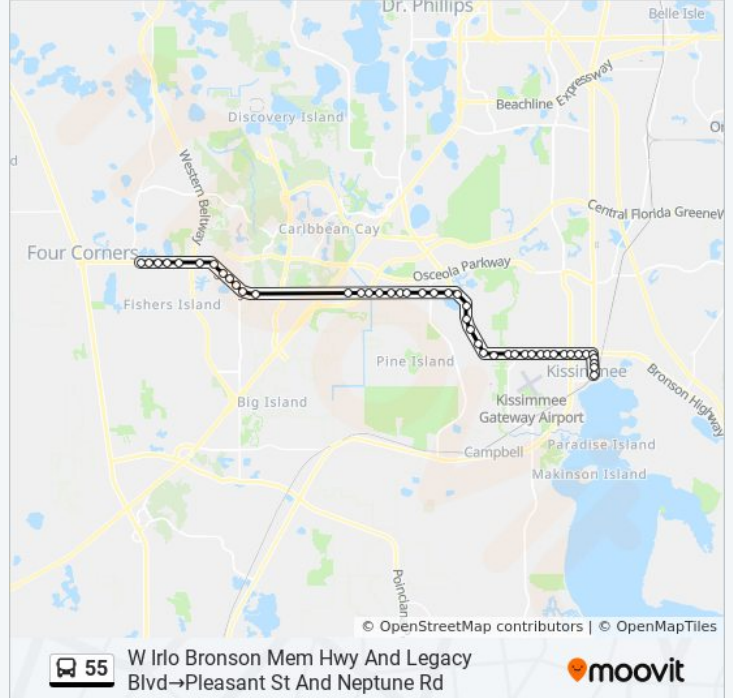 Dr. Phillips
Belle Isle
Beachline Expressway
Discovery Island
Western Beltway
Central Florida GreeneW
Caribbean Cay
Four Corners
Osceola Parkway
Fishers Island
Pine Island
Kissimmee
Bronson Highway
Big Island
Kissimmee
Gateway Airport
Paradise Island
Campbell
Makinson Island
Poincian
© OpenStreetMap contributors | © OpenMapTiles
55
W Irlo Bronson Mem Hwy And Legacy
Blvd→Pleasant St And Neptune Rd
moovit